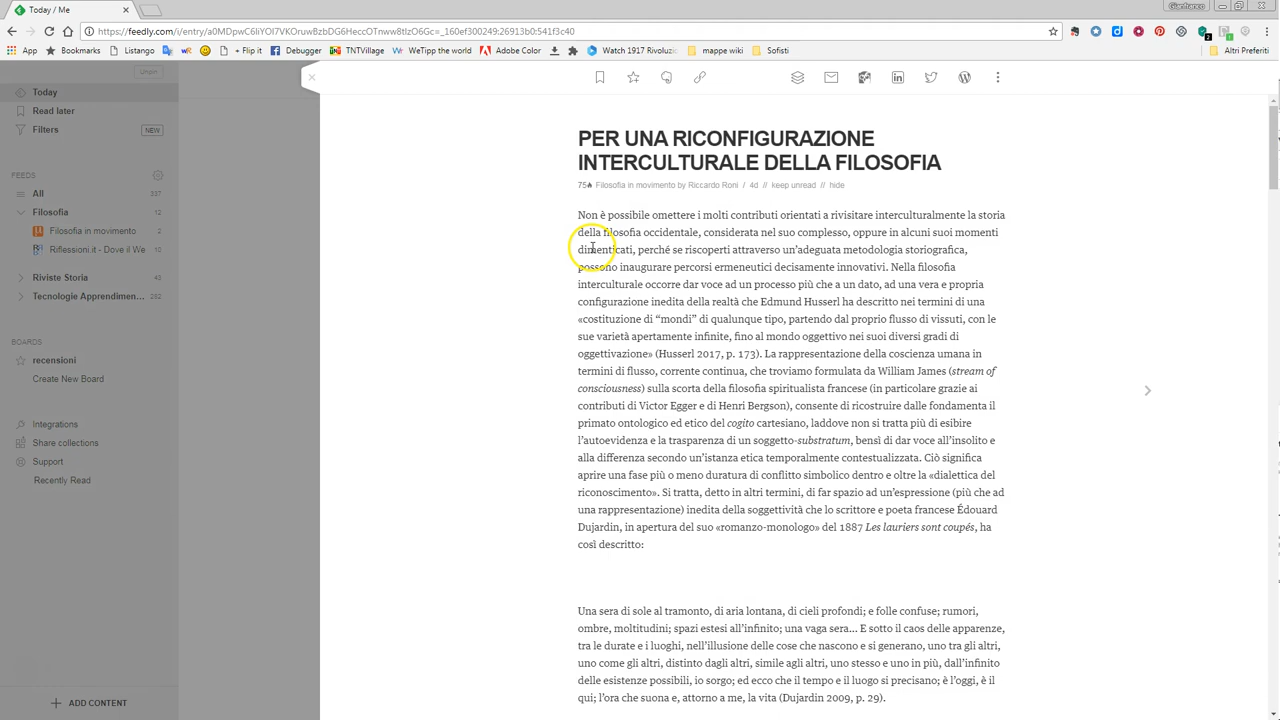 Today / Me
Gianfranco
https://feedly.com/i/entry/a0MDpwC6liYOI7VKOruwBzbDG6HeccOTnww8tlzO6Gc=_160ef300249:26913b0:541f3c40
App
Bookmarks
Listango
+ Flip it
Debugger
TNTVillage
WeTipp the world
Adobe Color
Watch 1917 Rivoluzi
mappe wiki
Sofisti
Altri Preferiti
Today
Read later
Filters
NEW
FEEDS
All
337
Filosofia
12
Filosofia in movimento
2
Riflessioni.it - Dove il We
10
Riviste Storia
Tecnologie Apprendimen...
BOARDS
recensioni
Create New Board
Integrations
Share collections
Support
Recently Read
ADD CONTENT
PER UNA RICONFIGURAZIONE
INTERCULTURALE DELLA FILOSOFIA
75 Filosofia in movimento by Riccardo Roni / 4d // keep unread // hide
Non è possibile omettere i molti contributi orientati a rivisitare interculturalmente la storia
della filosofia occidentale, considerata nel suo complesso, oppure in alcuni suoi momenti
dimenticati, perché se riscoperti attraverso un'adeguata metodologia storiografica,
possono inaugurare percorsi ermeneutici decisamente innovativi. Nella filosofia
interculturale occorre dar voce ad un processo più che a un dato, ad una vera e propria
configurazione inedita della realtà che Edmund Husserl ha descritto nei termini di una
«costituzione di “mondi” di qualunque tipo, partendo dal proprio flusso di vissuti, con le
sue varietà apertamente infinite, fino al mondo oggettivo nei suoi diversi gradi di
oggettivazione» (Husserl 2017, p. 173). La rappresentazione della coscienza umana in
termini di flusso, corrente continua, che troviamo formulata da William James (stream of
consciousness) sulla scorta della filosofia spiritualista francese (in particolare grazie ai
contributi di Victor Egger e di Henri Bergson), consente di ricostruire dalle fondamenta il
primato ontologico ed etico del cogito cartesiano, laddove non si tratta più di esibire
l'autoevidenza e la trasparenza di un soggetto-substratum, bensì di dar voce all'insolito e
alla differenza secondo un'istanza etica temporalmente contestualizzata. Ciò significa
aprire una fase più o meno duratura di conflitto simbolico dentro e oltre la «dialettica del
riconoscimento». Si tratta, detto in altri termini, di far spazio ad un'espressione (più che ad
una rappresentazione) inedita della soggettività che lo scrittore e poeta francese Édouard
Dujardin, in apertura del suo «romanzo-monologo» del 1887 Les lauriers sont coupés, ha
così descritto:
Una sera di sole al tramonto, di aria lontana, di cieli profondi; e folle confuse; rumori,
ombre, moltitudini; spazi estesi all'infinito; una vaga sera... E sotto il caos delle apparenze,
tra le durate e i luoghi, nell'illusione delle cose che nascono e si generano, uno tra gli altri,
uno come gli altri, distinto dagli altri, simile agli altri, uno stesso e uno in più, dall'infinito
delle esistenze possibili, io sorgo; ed ecco che il tempo e il luogo si precisano; è l'oggi, è il
qui; l'ora che suona e, attorno a me, la vita (Dujardin 2009, p. 29).